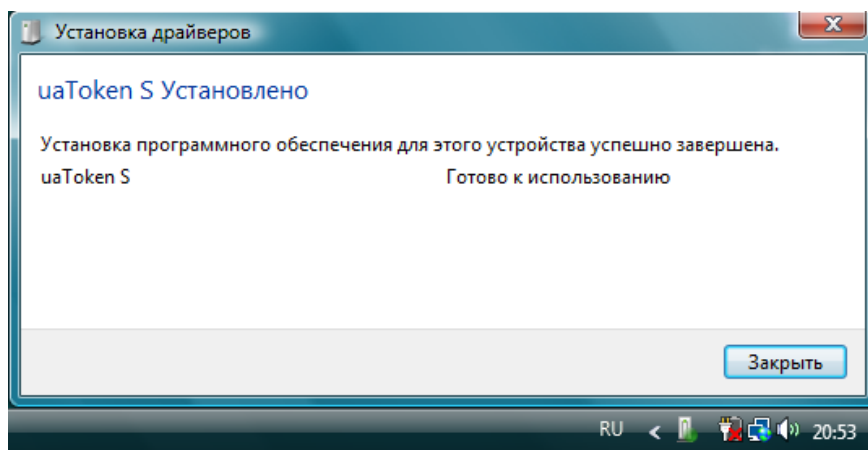 Установка драйверов
uaToken S Установлено
Установка программного обеспечения для этого устройства успешно завершена.
uaToken S Готово к использованию
Закрыть
RU 20:53